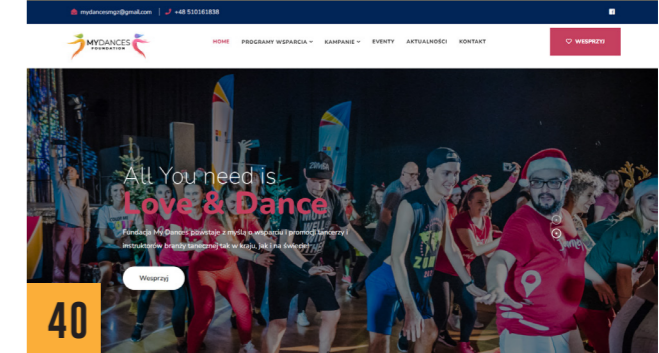 mydancesmgz@gmail.com | +48 510161838
MYDANCES
FOUNDATION
HOME PROGRAMY WSPARCIA KAMPANIE EVENTY AKTUALNOŚCI KONTAKT
WESPRZYJ
All You need is
Love & Dance
Fundacja My Dances powstaje z myślą o wsparciu i promocji tancerzy i
instruktorów branży tanecznej tak w kraju, jak i na świecie.
Wesprzyj
40